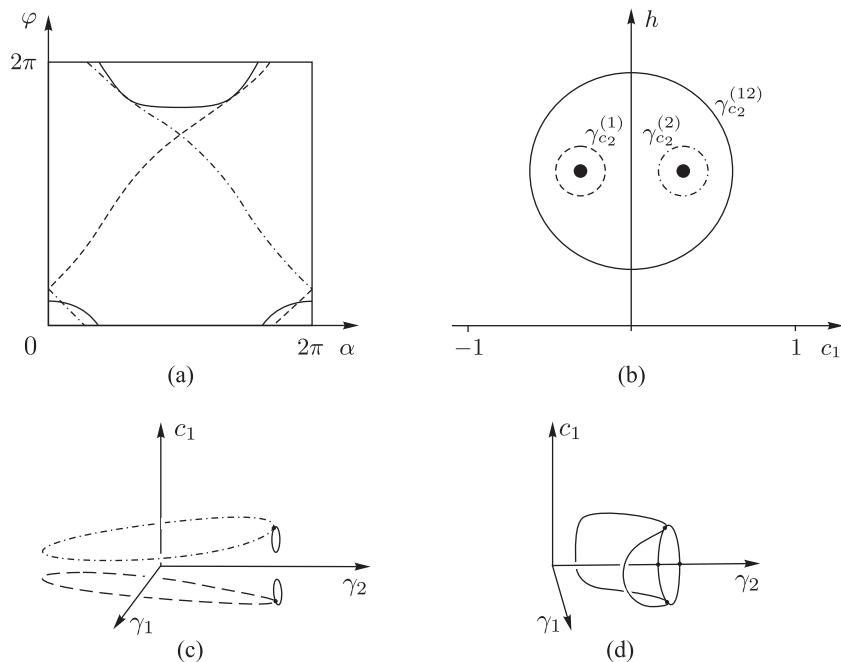 φ
2π
0
2π α
(a)
h
γ_{c_2}^{(12)}
γ_{c_2}^{(1)} γ_{c_2}^{(2)}
−1
1 c_1
(b)
c_1
γ_2
γ_1
(c)
c_1
γ_2
γ_1
(d)